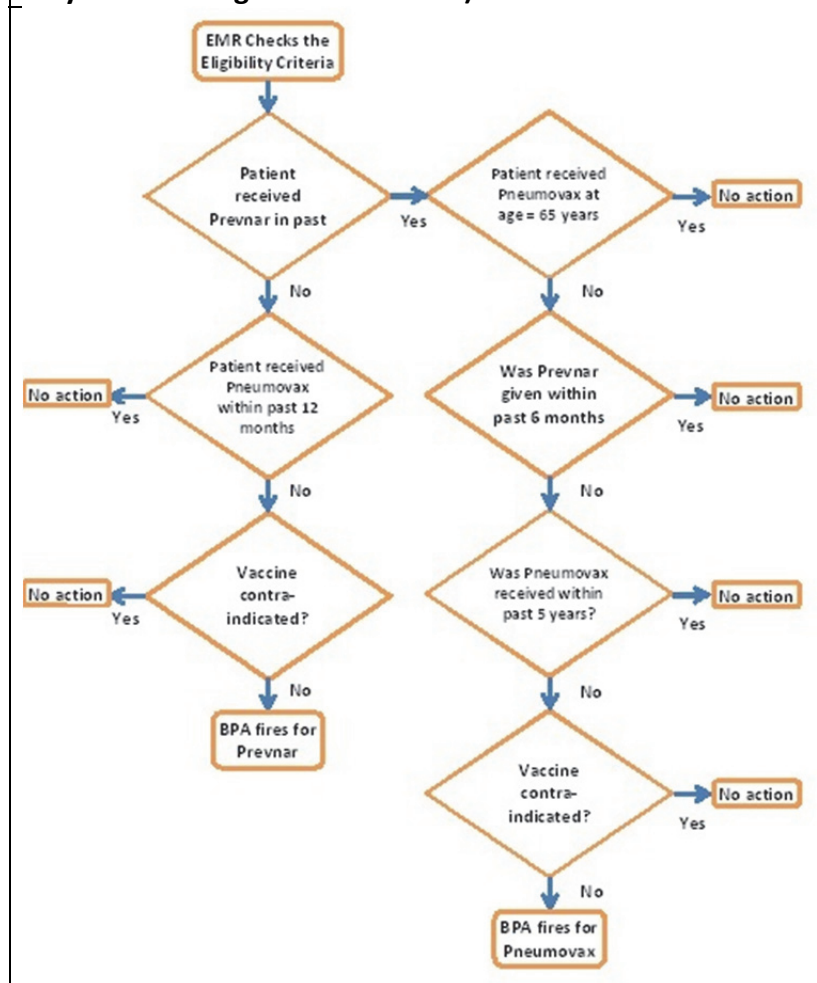 EMR Checks the
Eligibility Criteria
Patient
received
Prevnar in past
Yes
Patient received
Pneumovax at
age = 65 years
Yes
No action
No
No
Patient received
Pneumovax
within past 12
months
Yes
No action
Was Prevnar
given within
past 6 months
Yes
No action
No
No
Vaccine
contra-
indicated?
Yes
No action
Was Pneumovax
received within
past 5 years?
Yes
No action
No
No
BPA fires for
Prevnar
Vaccine
contra-
indicated?
Yes
No action
No
BPA fires for
Pneumovax